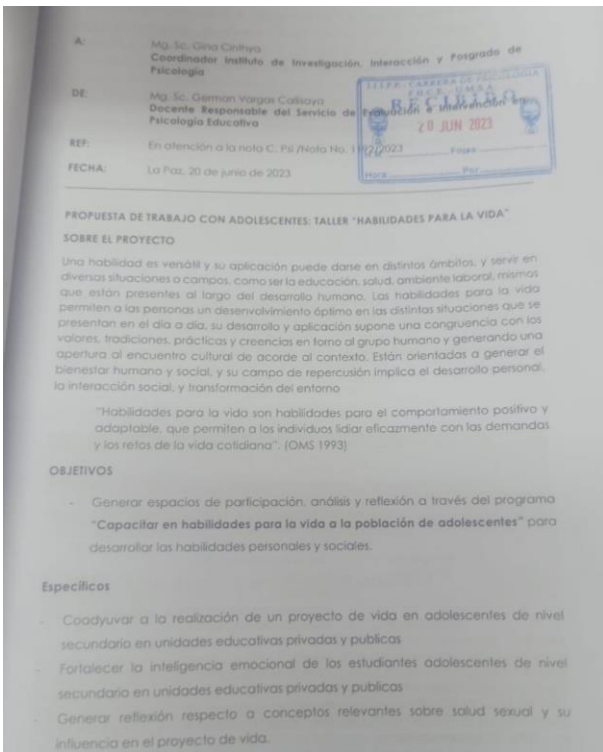 A:
Mg. Sc. Gina Cinthya
Coordinador Instituto de Investigación, Interacción y Posgrado de
Psicología
DE:
Mg. Sc. German Vargas Callisaya
Docente Responsable del Servicio de Evaluación e Intervención en
Psicología Educativa
CARRERA DE PSICOLOGIA
RECIBIDO
20 JUN 2023
Hora
Por
REF:
En atención a la nota C. Psi /Nota No.
FECHA:
La Paz, 20 de junio de 2023
PROPUESTA DE TRABAJO CON ADOLESCENTES: TALLER "HABILIDADES PARA LA VIDA"
SOBRE EL PROYECTO
Una habilidad es versátil y su aplicación puede darse en distintos ámbitos, y servir en
diversas situaciones o campos, como ser la educación, salud, ambiente laboral, mismos
que están presentes al largo del desarrollo humano. Las habilidades para la vida
permiten a las personas un desenvolvimiento óptimo en las distintas situaciones que se
presentan en el día a día, su desarrollo y aplicación supone una congruencia con los
valores, tradiciones, prácticas y creencias en torno al grupo humano y generando una
apertura al encuentro cultural de acorde al contexto. Están orientadas a generar el
bienestar humano y social, y su campo de repercusión implica el desarrollo personal,
la interacción social, y transformación del entorno
"Habilidades para la vida son habilidades para el comportamiento positivo y
adaptable, que permiten a los individuos lidiar eficazmente con las demandas
y los retos de la vida cotidiana". (OMS 1993)
OBJETIVOS
- Generar espacios de participación, análisis y reflexión a través del programa
"Capacitar en habilidades para la vida a la población de adolescentes" para
desarrollar las habilidades personales y sociales.
Específicos
- Coadyuvar a la realización de un proyecto de vida en adolescentes de nivel
secundario en unidades educativas privadas y publicas
- Fortalecer la inteligencia emocional de los estudiantes adolescentes de nivel
secundario en unidades educativas privadas y publicas
- Generar reflexión respecto a conceptos relevantes sobre salud sexual y su
influencia en el proyecto de vida.